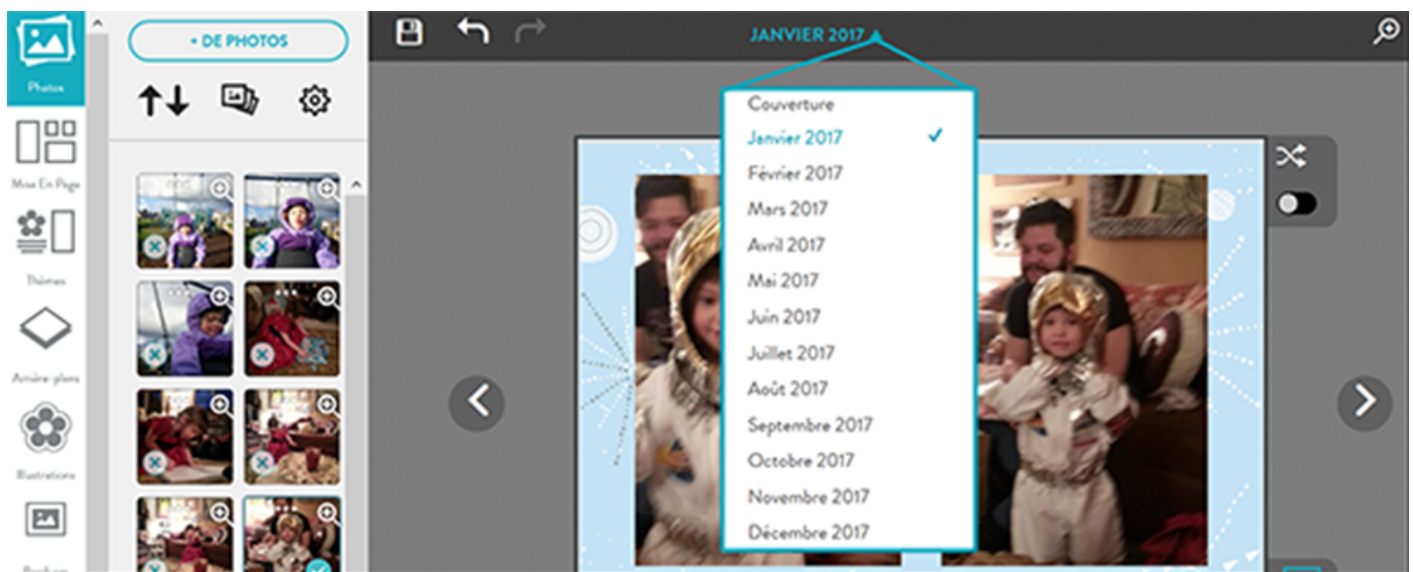 + DE PHOTOS
JANVIER 2017
Photos
Mise En Page
Thèmes
Arrière-plans
Illustrations
Couverture
Janvier 2017
Février 2017
Mars 2017
Avril 2017
Mai 2017
Juin 2017
Juillet 2017
Août 2017
Septembre 2017
Octobre 2017
Novembre 2017
Décembre 2017